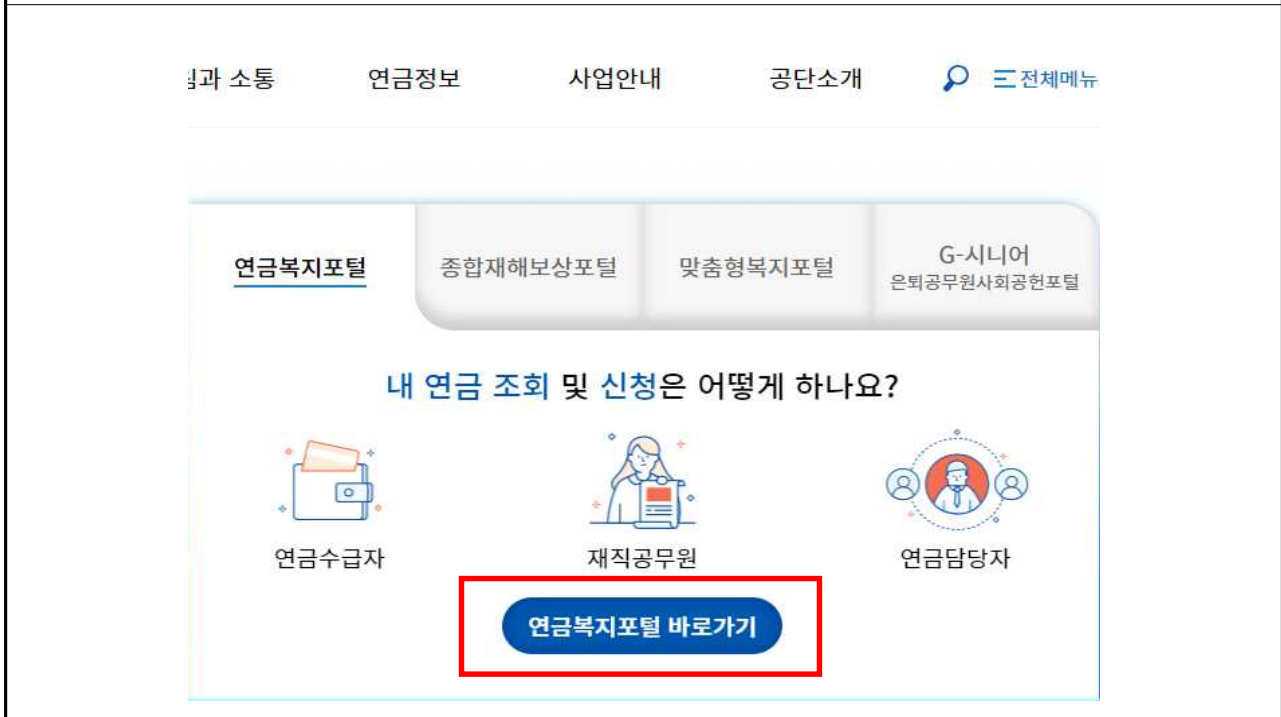 과 소통 연금정보 사업안내 공단소개 전체메뉴
연금복지포털 종합재해보상포털 맞춤형복지포털 G-시니어
은퇴공무원사회공헌포털
내 연금 조회 및 신청은 어떻게 하나요?
연금수급자 재직공무원 연금담당자
연금복지포털 바로가기